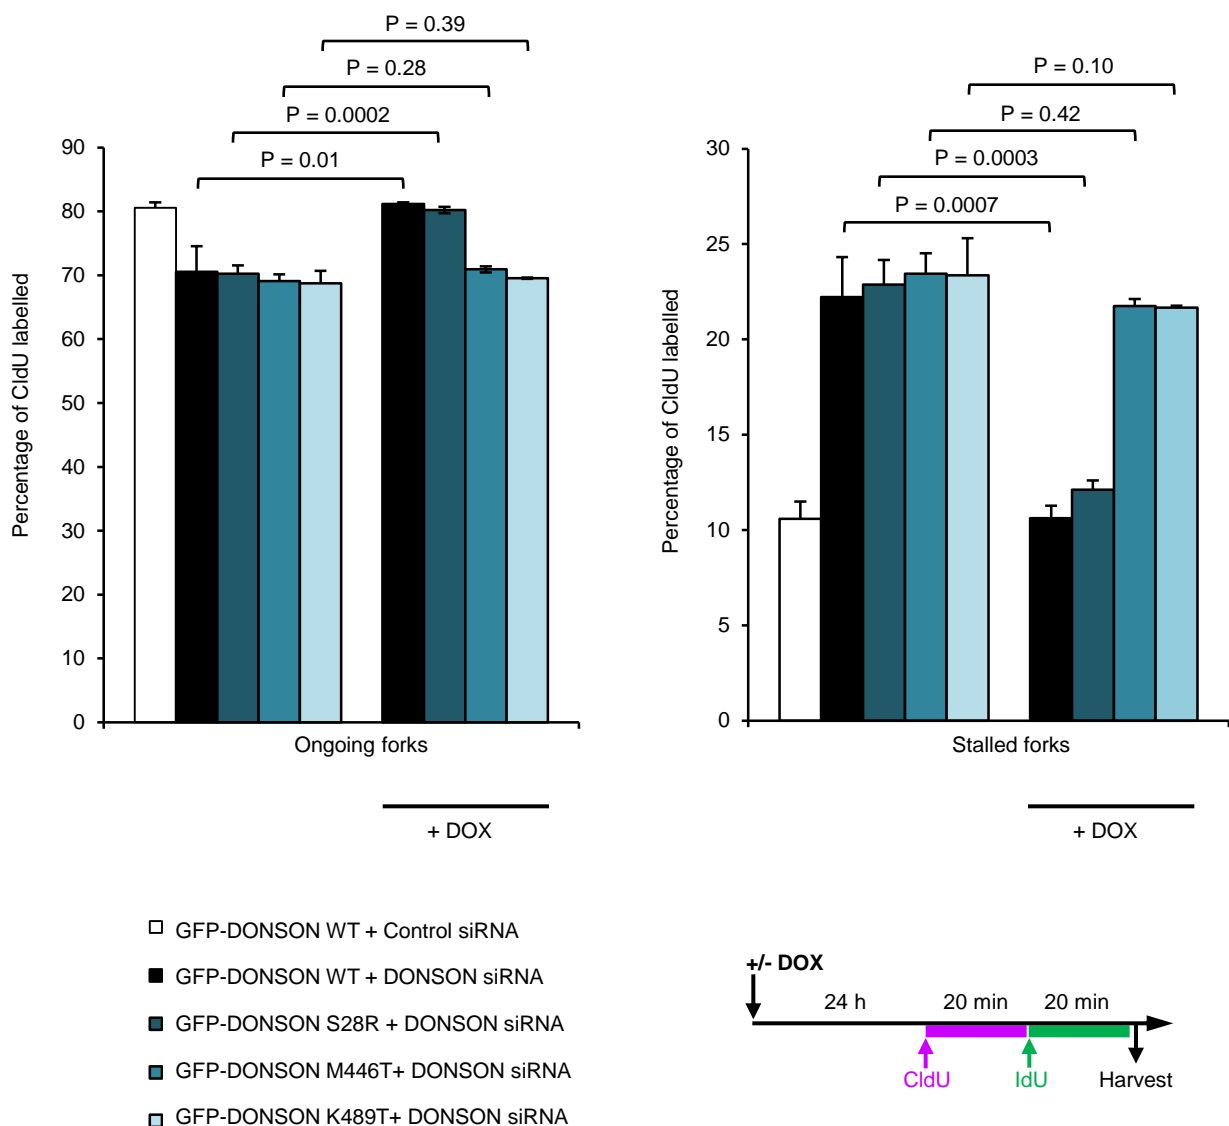 P = 0.39
P = 0.28
P = 0.0002
P = 0.01
90
80
70
60
50
40
30
20
10
0
Percentage of CldU labelled
Ongoing forks
+ DOX
P = 0.10
P = 0.42
P = 0.0003
P = 0.0007
30
25
20
15
10
5
0
Percentage of CldU labelled
Stalled forks
+ DOX
GFP-DONSON WT + Control siRNA
GFP-DONSON WT + DONSON siRNA
GFP-DONSON S28R + DONSON siRNA
GFP-DONSON M446T+ DONSON siRNA
GFP-DONSON K489T+ DONSON siRNA
+/- DOX
24 h 20 min 20 min
CldU IdU Harvest